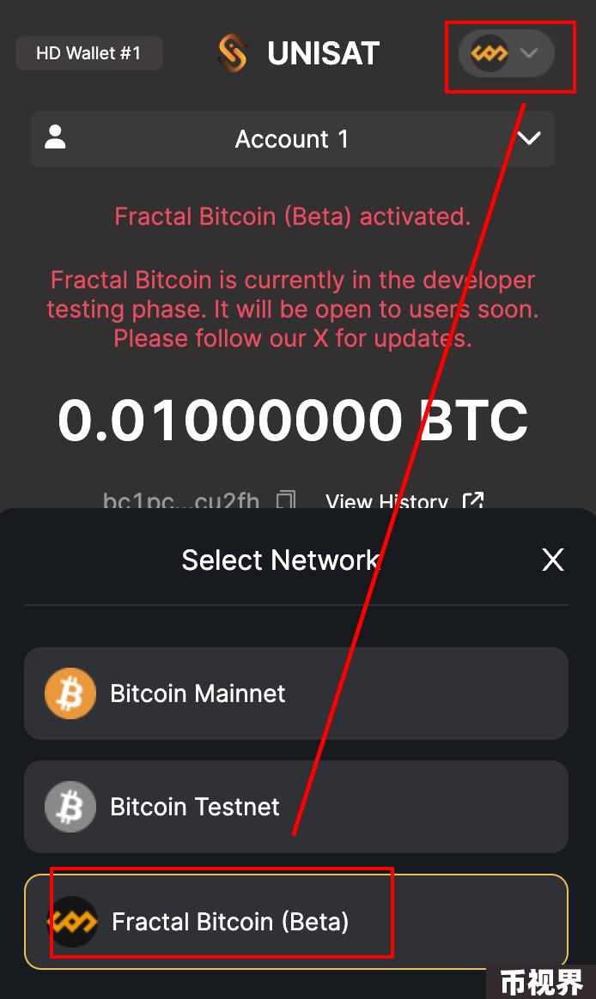 HD Wallet #1
UNISAT
Account 1
Fractal Bitcoin (Beta) activated.
Fractal Bitcoin is currently in the developer
testing phase. It will be open to users soon.
Please follow our X for updates.
0.01000000 BTC
bc1pc...cu2fh View History
Select Network
Bitcoin Mainnet
Bitcoin Testnet
Fractal Bitcoin (Beta)
币视界